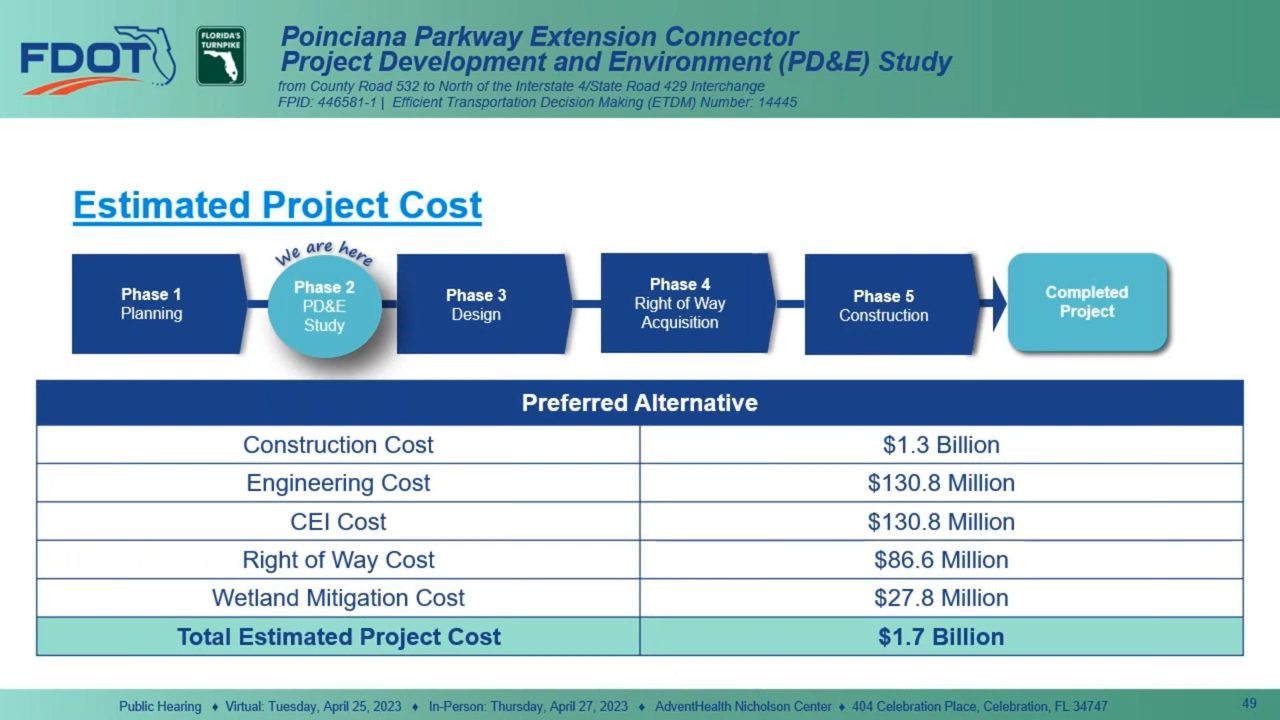 FDOT
FLORIDA'S
TURNPIKE
Poinciana Parkway Extension Connector
Project Development and Environment (PD&E) Study
from County Road 532 to North of the Interstate 4/State Road 429 Interchange
FPID: 446581-1 | Efficient Transportation Decision Making (ETDM) Number: 14445
Estimated Project Cost
We are here
Phase 1
Planning
Phase 2
PD&E
Study
Phase 3
Design
Phase 4
Right of Way
Acquisition
Phase 5
Construction
Completed
Project
Preferred Alternative
Construction Cost $1.3 Billion
Engineering Cost $130.8 Million
CEI Cost $130.8 Million
Right of Way Cost $86.6 Million
Wetland Mitigation Cost $27.8 Million
Total Estimated Project Cost $1.7 Billion
Public Hearing ♦ Virtual: Tuesday, April 25, 2023 ♦ In-Person: Thursday, April 27, 2023 ♦ AdventHealth Nicholson Center ♦ 404 Celebration Place, Celebration, FL 34747 49